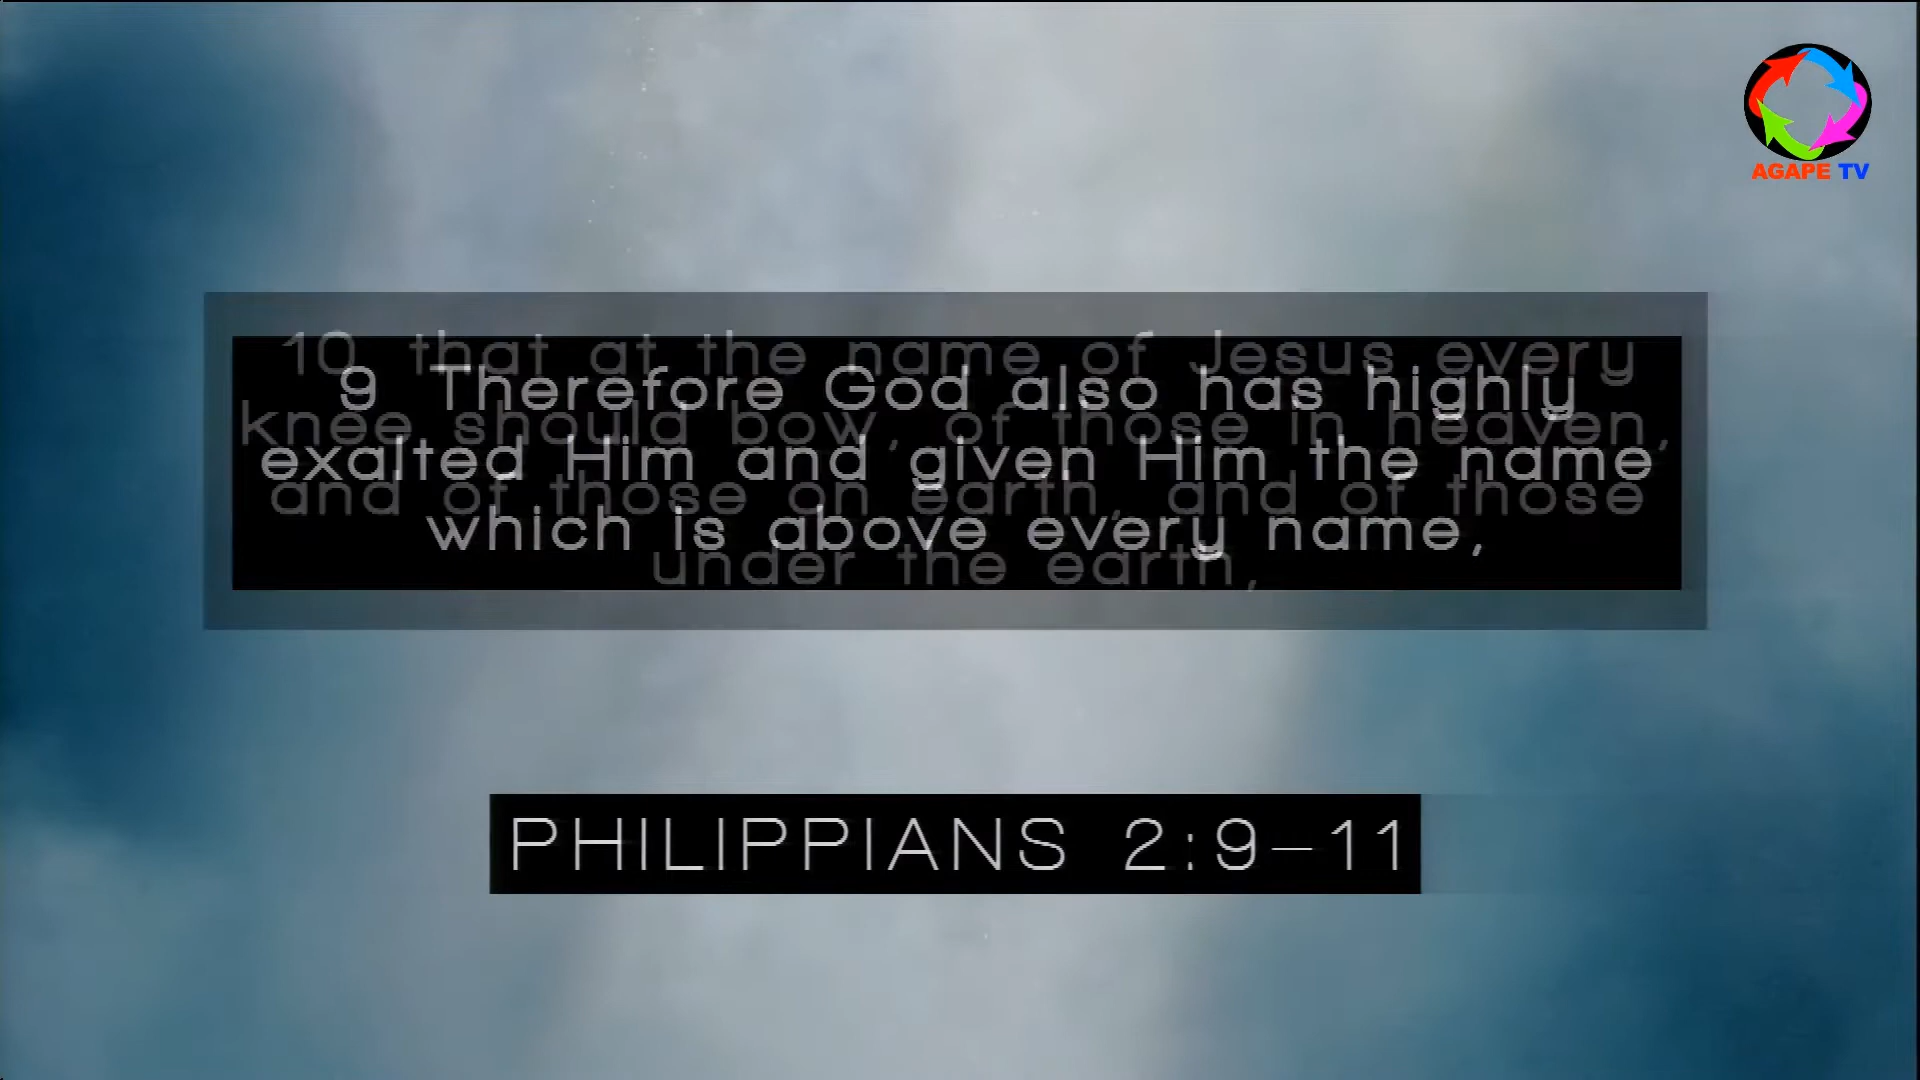 AGAPE TV
9 Therefore God also has highly
exalted Him and given Him the name
which is above every name,
10 that at the name of Jesus every
knee should bow, of those in heaven,
and of those on earth, and of those
under the earth,
PHILIPPIANS 2:9-11